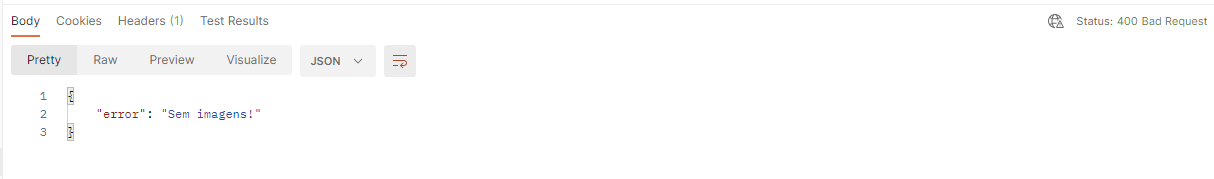 Body Cookies Headers (1) Test Results Status: 400 Bad Request
Pretty Raw Preview Visualize JSON
1 {
2 "error": "Sem imagens!"
3 }